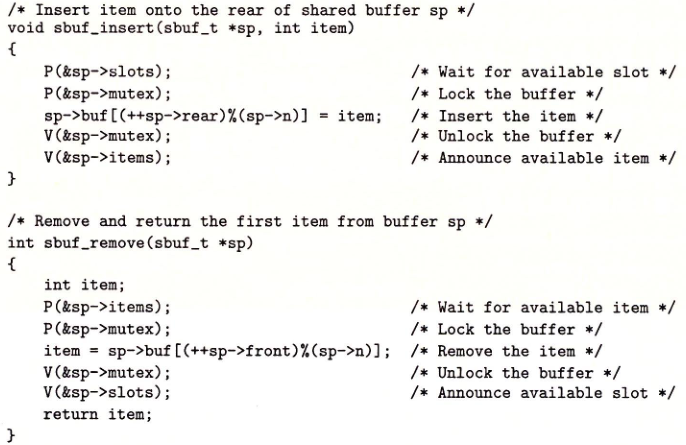 /* Insert item onto the rear of shared buffer sp */
void sbuf_insert(sbuf_t *sp, int item)
{
    P(&sp->slots);                          /* Wait for available slot */
    P(&sp->mutex);                          /* Lock the buffer */
    sp->buf[(++sp->rear)%(sp->n)] = item;   /* Insert the item */
    V(&sp->mutex);                          /* Unlock the buffer */
    V(&sp->items);                          /* Announce available item */
}

/* Remove and return the first item from buffer sp */
int sbuf_remove(sbuf_t *sp)
{
    int item;
    P(&sp->items);                          /* Wait for available item */
    P(&sp->mutex);                          /* Lock the buffer */
    item = sp->buf[(++sp->front)%(sp->n)];  /* Remove the item */
    V(&sp->mutex);                          /* Unlock the buffer */
    V(&sp->slots);                          /* Announce available slot */
    return item;
}